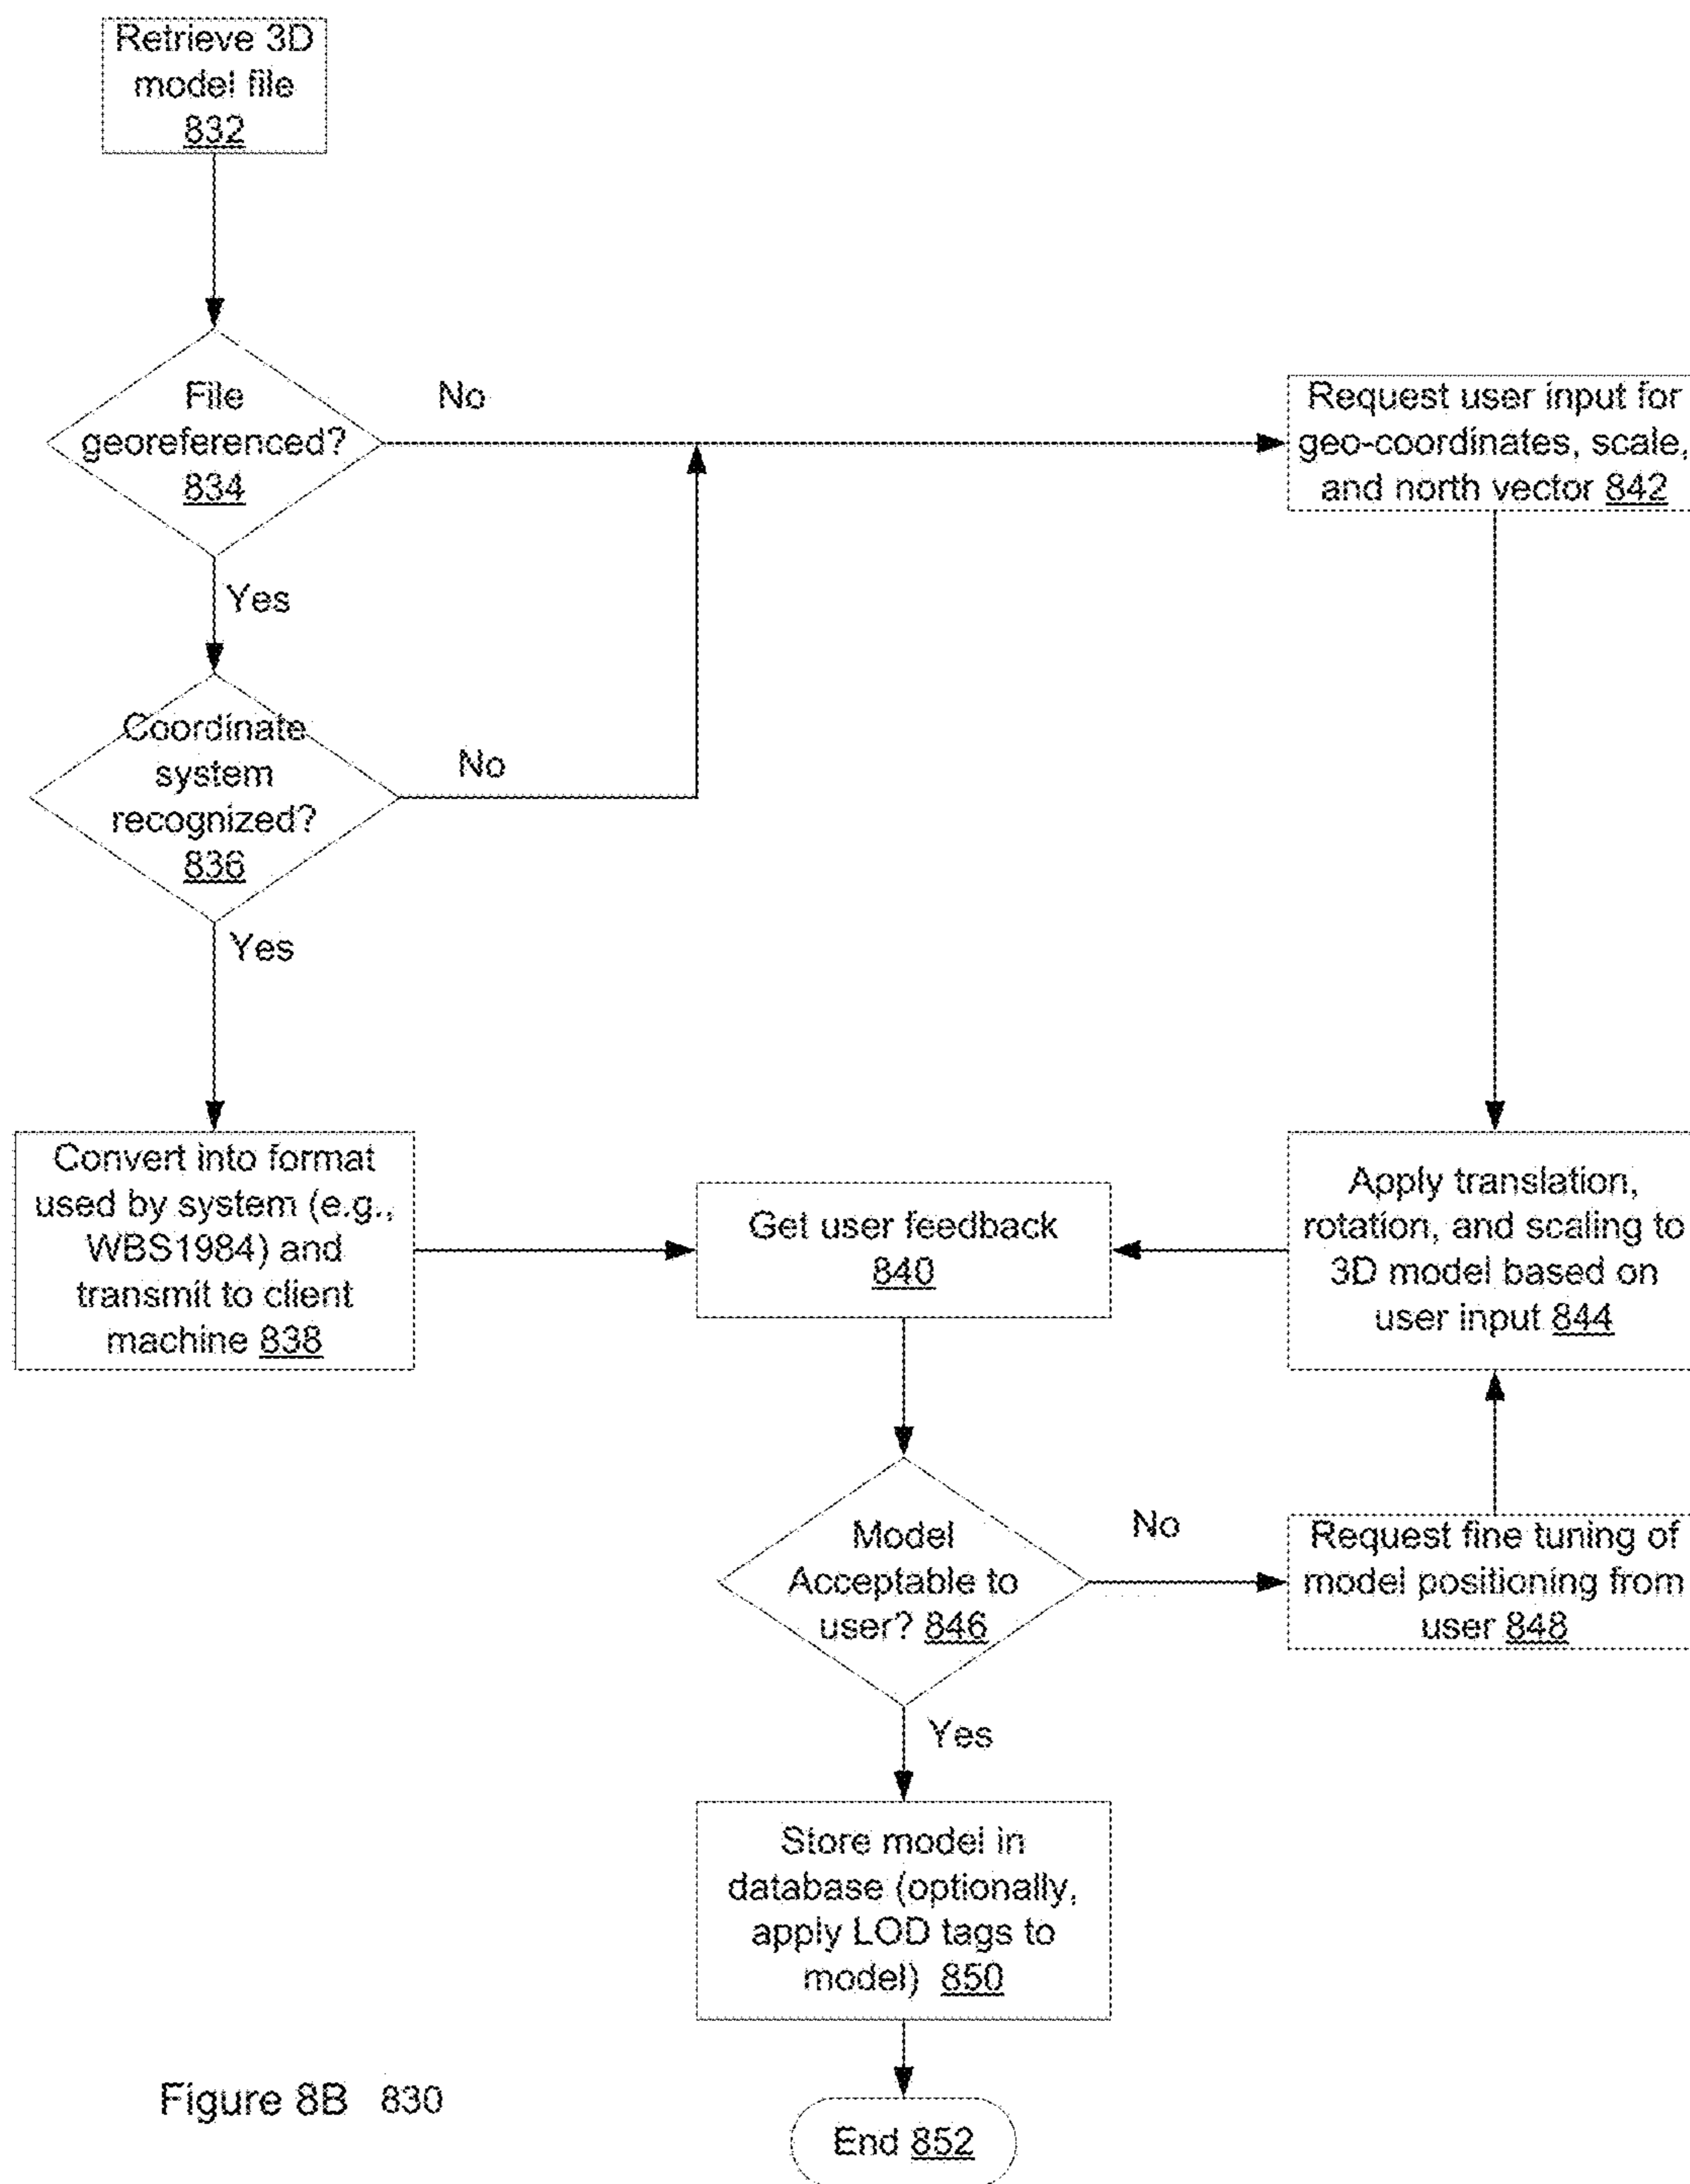 Retrieve 3D
model file
832
File
georeferenced?
834
No
Request user input for
geo-coordinates, scale,
and north vector 842
Yes
Coordinate
system
recognized?
836
No
Yes
Convert into format
used by system (e.g.,
WBS1984) and
transmit to client
machine 838
Get user feedback
840
Apply translation,
rotation, and scaling to
3D model based on
user input 844
Model
Acceptable to
user? 846
No
Request fine tuning of
model positioning from
user 848
Yes
Store model in
database (optionally,
apply LOD tags to
model) 850
End 852
Figure 8B 830